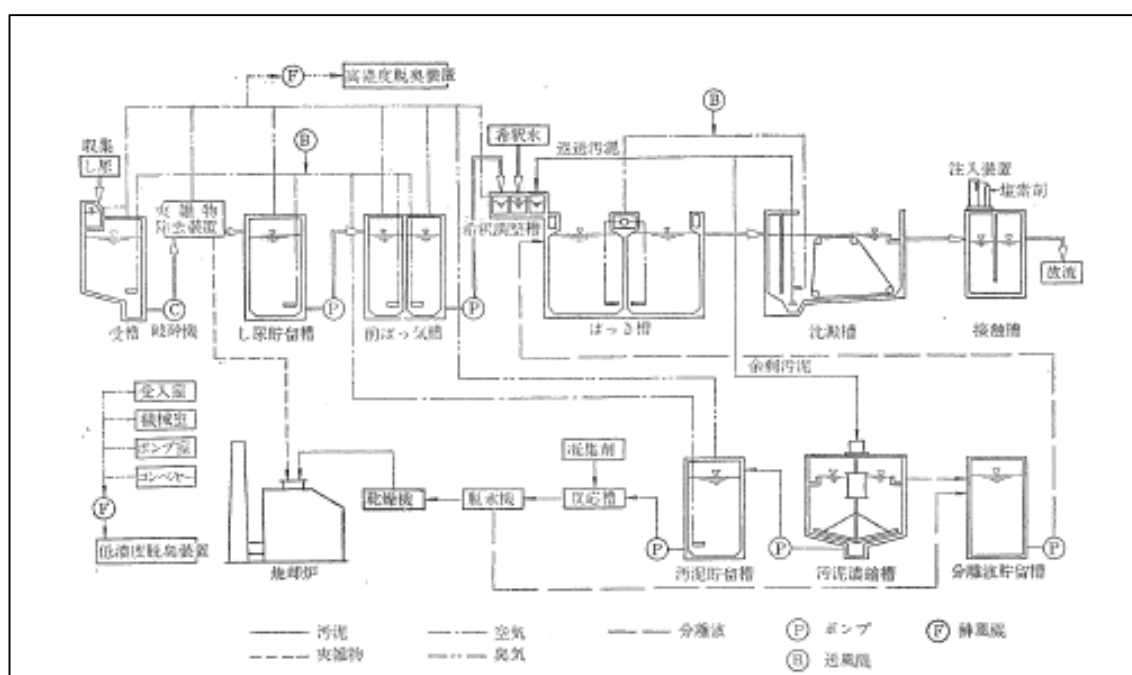 高濃度脱臭装置
F
B
B
収集
し尿
希釈水
返送汚泥
注入装置
塩素剤
夾雑物
除去装置
希釈調整槽
放流
P
P
C
受槽
破砕機
し尿貯留槽
前ばっ気槽
ばっき槽
沈澱槽
接触槽
余剰汚泥
受入室
機械室
ポンプ室
コンベヤー
F
低濃度脱臭装置
凝集剤
乾燥機
脱水機
反応槽
P
P
P
焼却炉
汚泥貯留槽
汚泥濃縮槽
分離液貯留槽
汚泥
空気
分離液
P
ポンプ
F
排風機
夾雑物
臭気
B
送風機